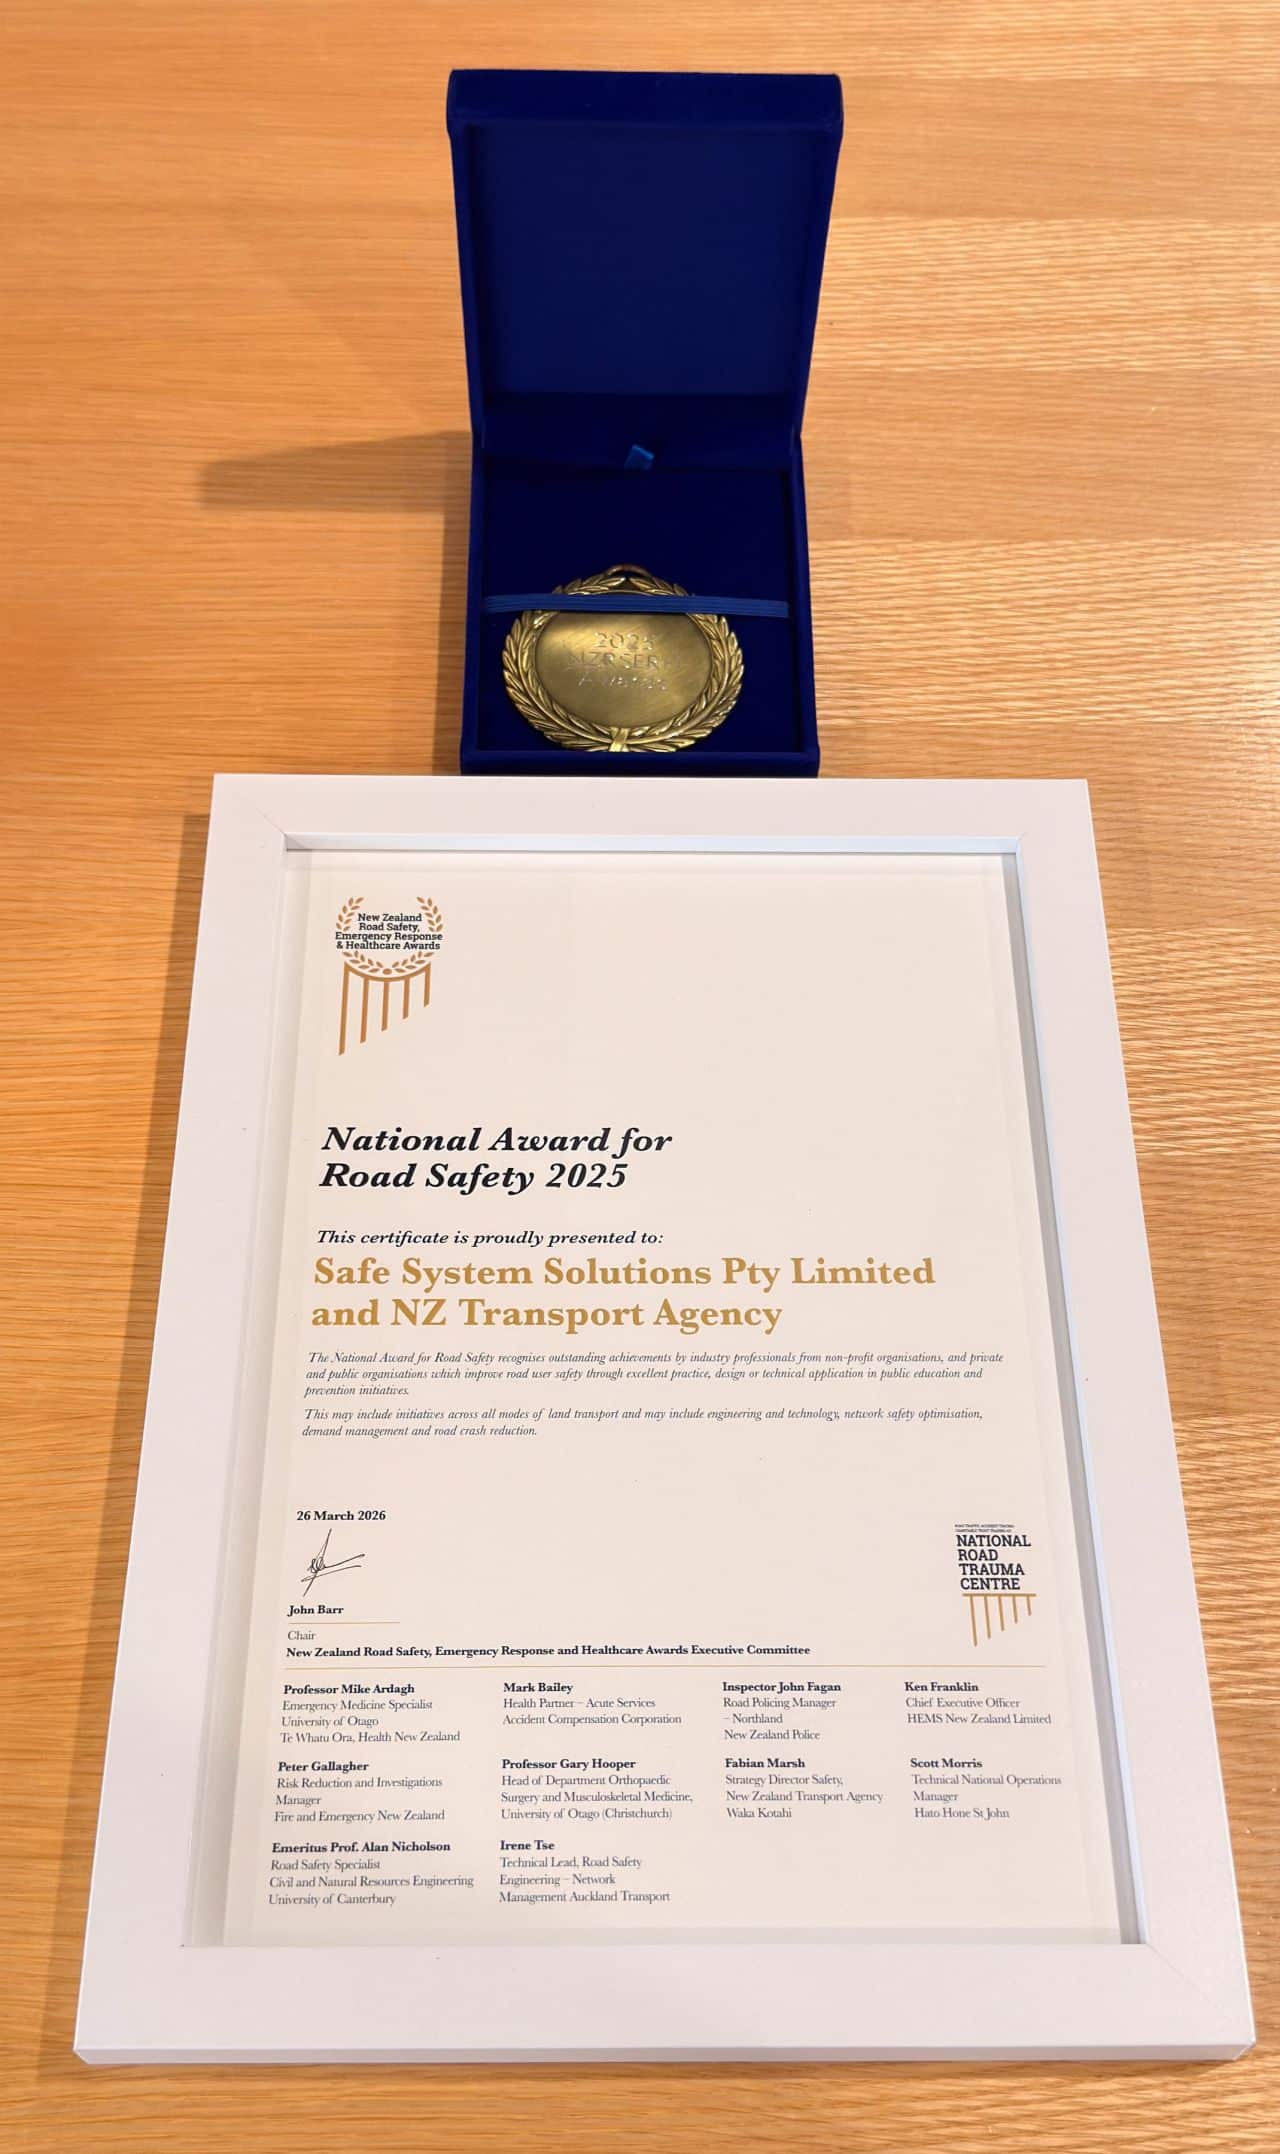 2025
NZRSERH
Awards
New Zealand
Road Safety,
Emergency Response
& Healthcare Awards
National Award for
Road Safety 2025
This certificate is proudly presented to:
Safe System Solutions Pty Limited
and NZ Transport Agency
The National Award for Road Safety recognises outstanding achievements by industry professionals from non-profit organisations, and private
and public organisations which improve road user safety through excellent practice, design or technical application in public education and
prevention initiatives.
This may include initiatives across all modes of land transport and may include engineering and technology, network safety optimisation,
demand management and road crash reduction.
26 March 2026
ROAD TRAFFIC ACCIDENT TRAUMA
CHARITABLE TRUST TRADING AS
NATIONAL
ROAD
TRAUMA
CENTRE
John Barr
Chair
New Zealand Road Safety, Emergency Response and Healthcare Awards Executive Committee
Professor Mike Ardagh
Emergency Medicine Specialist
University of Otago
Te Whatu Ora, Health New Zealand
Mark Bailey
Health Partner – Acute Services
Accident Compensation Corporation
Inspector John Fagan
Road Policing Manager
– Northland
New Zealand Police
Ken Franklin
Chief Executive Officer
HEMS New Zealand Limited
Peter Gallagher
Risk Reduction and Investigations
Manager
Fire and Emergency New Zealand
Professor Gary Hooper
Head of Department Orthopaedic
Surgery and Musculoskeletal Medicine,
University of Otago (Christchurch)
Fabian Marsh
Strategy Director Safety,
New Zealand Transport Agency
Waka Kotahi
Scott Morris
Technical National Operations
Manager
Hato Hone St John
Emeritus Prof. Alan Nicholson
Road Safety Specialist
Civil and Natural Resources Engineering
University of Canterbury
Irene Tse
Technical Lead, Road Safety
Engineering – Network
Management Auckland Transport